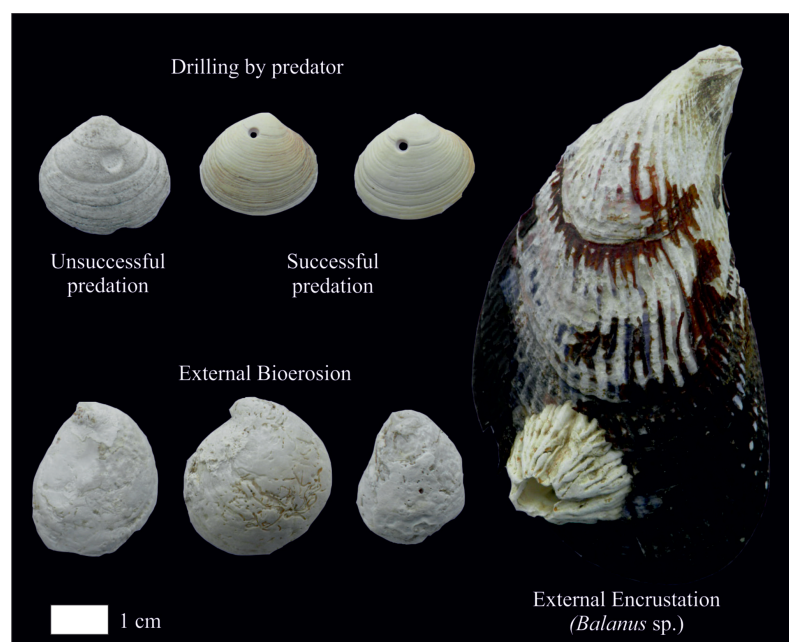 Drilling by predator
Unsuccessful
predation
Successful
predation
External Bioerosion
External Encrustation
(Balanus sp.)
1 cm